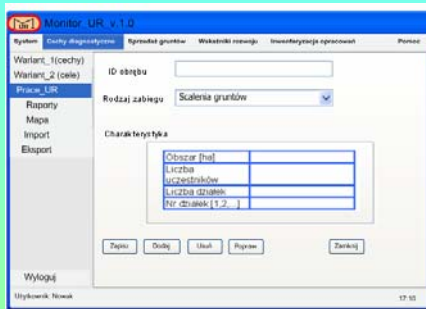 Monitor_UR_v.1.0
System Cechy diagnostyczne Sprzedaż gruntów Wskaźniki rozwoju Inwentaryzacja opracowań Pomoc
Wariant_1(cechy)
Wariant_2 (cele)
Prace_UR
Raporty
Mapa
Import
Eksport
Wyloguj
ID obrębu
Rodzaj zabiegu Scalenia gruntów
Charakterystyka
Obszar [ha]
Liczba
uczestników
Liczba działek
Nr działek [1,2,...]
Zapisz Dodaj Usuń Popraw Zamknij
Użytkownik: Nowak 17:10